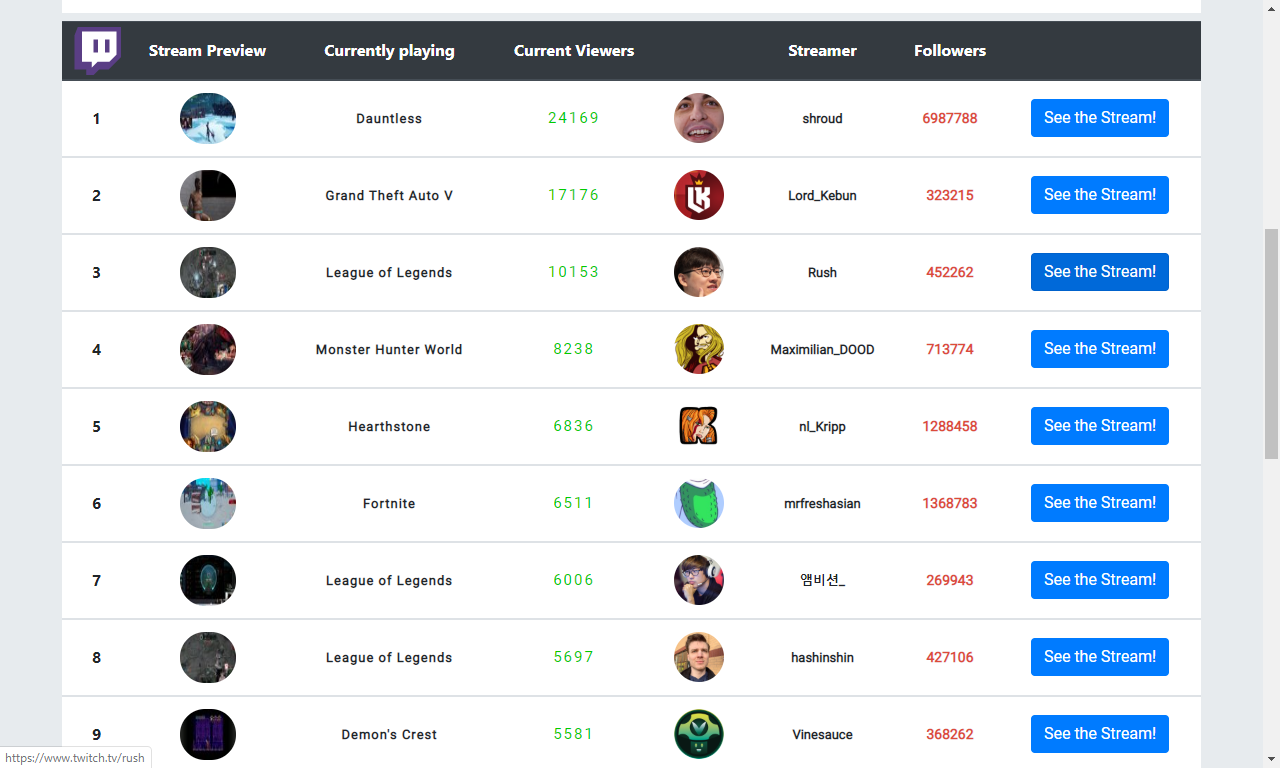 Stream Preview Currently playing Current Viewers Streamer Followers
1 Dauntless 24169 shroud 6987788 See the Stream!
2 Grand Theft Auto V 17176 Lord_Kebun 323215 See the Stream!
3 League of Legends 10153 Rush 452262 See the Stream!
4 Monster Hunter World 8238 Maximilian_DOOD 713774 See the Stream!
5 Hearthstone 6836 nl_Kripp 1288458 See the Stream!
6 Fortnite 6511 mrfreshasian 1368783 See the Stream!
7 League of Legends 6006 앰비션_ 269943 See the Stream!
8 League of Legends 5697 hashinshin 427106 See the Stream!
9 Demon's Crest 5581 Vinesauce 368262 See the Stream!
https://www.twitch.tv/rush